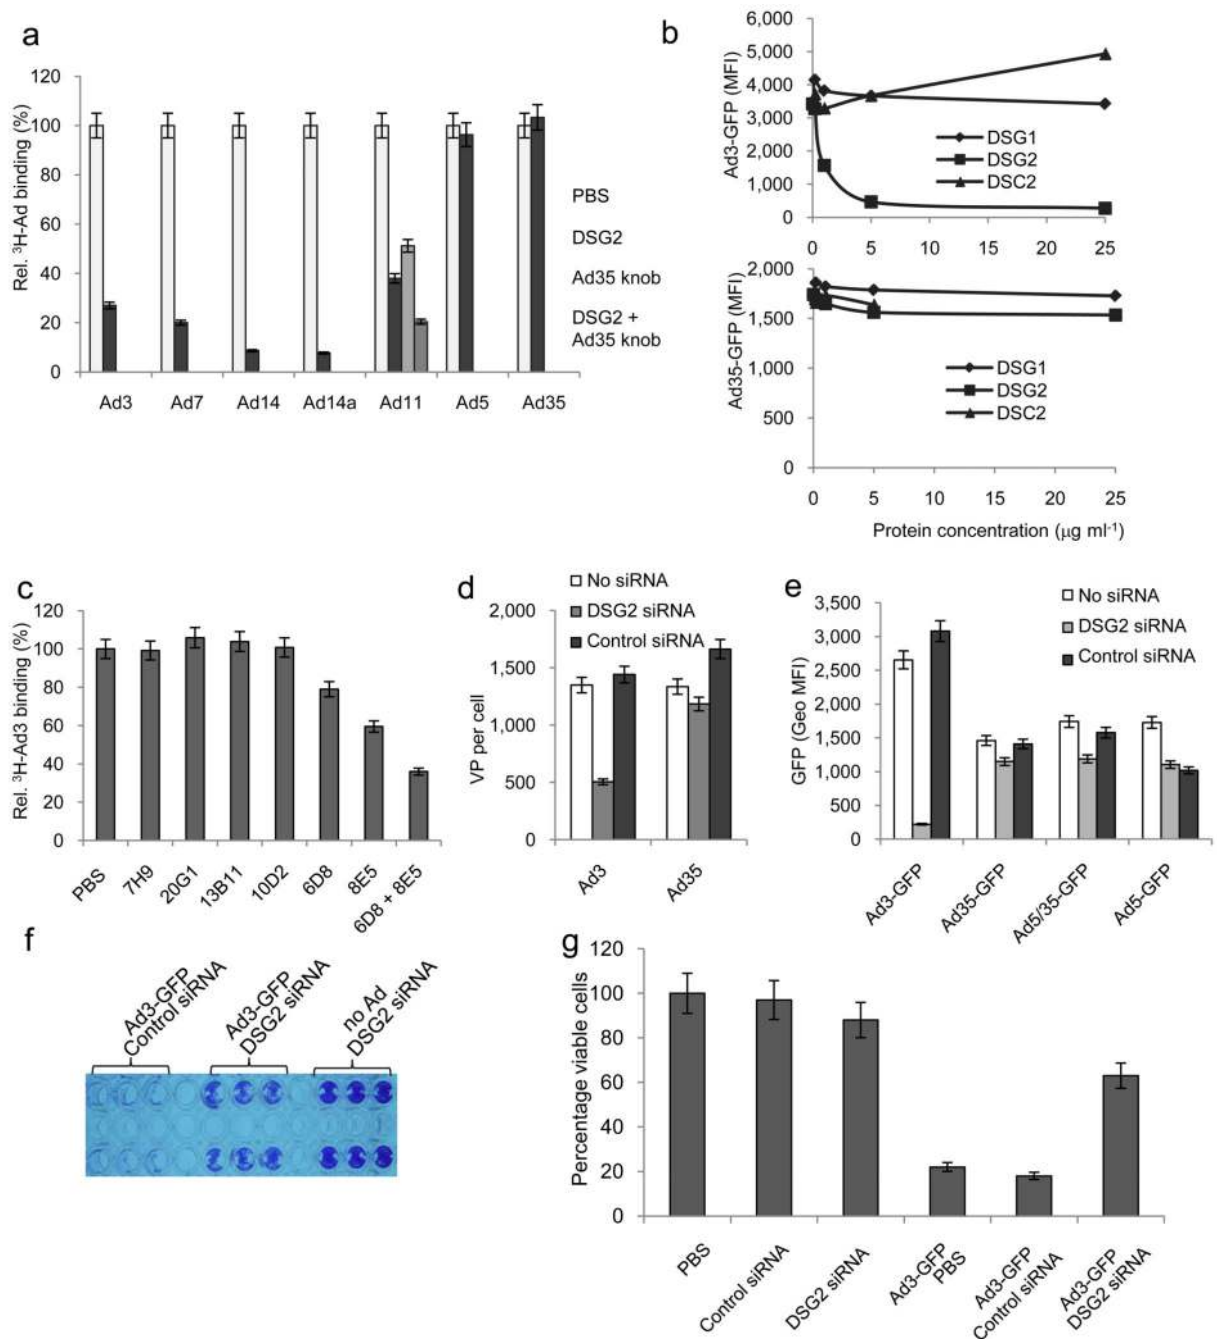 a
120
100
80
60
40
20
0
Rel. ³H-Ad binding (%)
Ad3 Ad7 Ad14 Ad14a Ad11 Ad5 Ad35
PBS
DSG2
Ad35 knob
DSG2 +
Ad35 knob
b
6,000
5,000
4,000
3,000
2,000
1,000
0
Ad3-GFP (MFI)
DSG1
DSG2
DSC2
0 5 10 15 20 25
2,000
1,500
1,000
500
0
Ad35-GFP (MFI)
DSG1
DSG2
DSC2
0 5 10 15 20 25
Protein concentration (µg ml⁻¹)
c
120
100
80
60
40
20
0
Rel. ³H-Ad3 binding (%)
PBS 7H9 20G1 13B11 10D2 6D8 8E5 6D8 + 8E5
d
No siRNA
DSG2 siRNA
Control siRNA
2,000
1,500
1,000
500
0
VP per cell
Ad3 Ad35
e
No siRNA
DSG2 siRNA
Control siRNA
3,500
3,000
2,500
2,000
1,500
1,000
500
0
GFP (Geo MFI)
Ad3-GFP Ad35-GFP Ad5/35-GFP Ad5-GFP
f
Ad3-GFP
Control siRNA
Ad3-GFP
DSG2 siRNA
no Ad
DSG2 siRNA
g
120
100
80
60
40
20
0
Percentage viable cells
PBS
Control siRNA
DSG2 siRNA
Ad3-GFP
PBS
Ad3-GFP
Control siRNA
Ad3-GFP
DSG2 siRNA